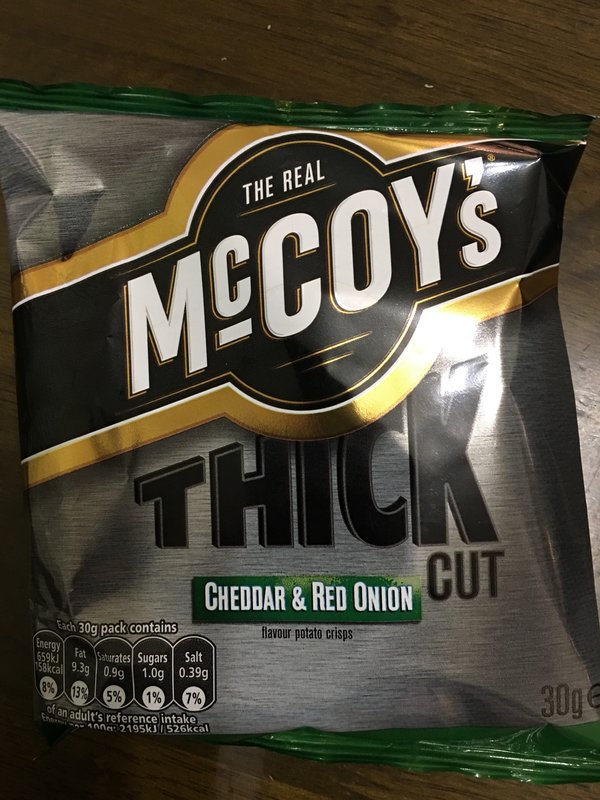 THE REAL
McCOY's®
THICK
CUT
CHEDDAR & RED ONION
flavour potato crisps
Each 30g pack contains
Energy
659kJ
158kcal
8%
Fat
9.3g
13%
Saturates
0.9g
5%
Sugars
1.0g
1%
Salt
0.39g
7%
of an adult's reference intake
Energy per 100g: 2195kJ / 526kcal
30g e